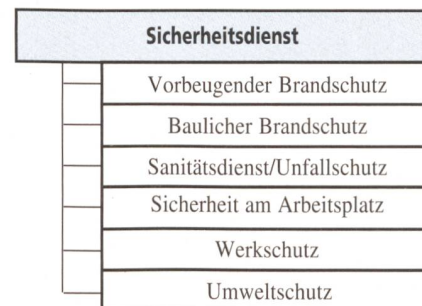 Sicherheitsdienst
Vorbeugender Brandschutz
Baulicher Brandschutz
Sanitätsdienst/Unfallschutz
Sicherheit am Arbeitsplatz
Werkschutz
Umweltschutz